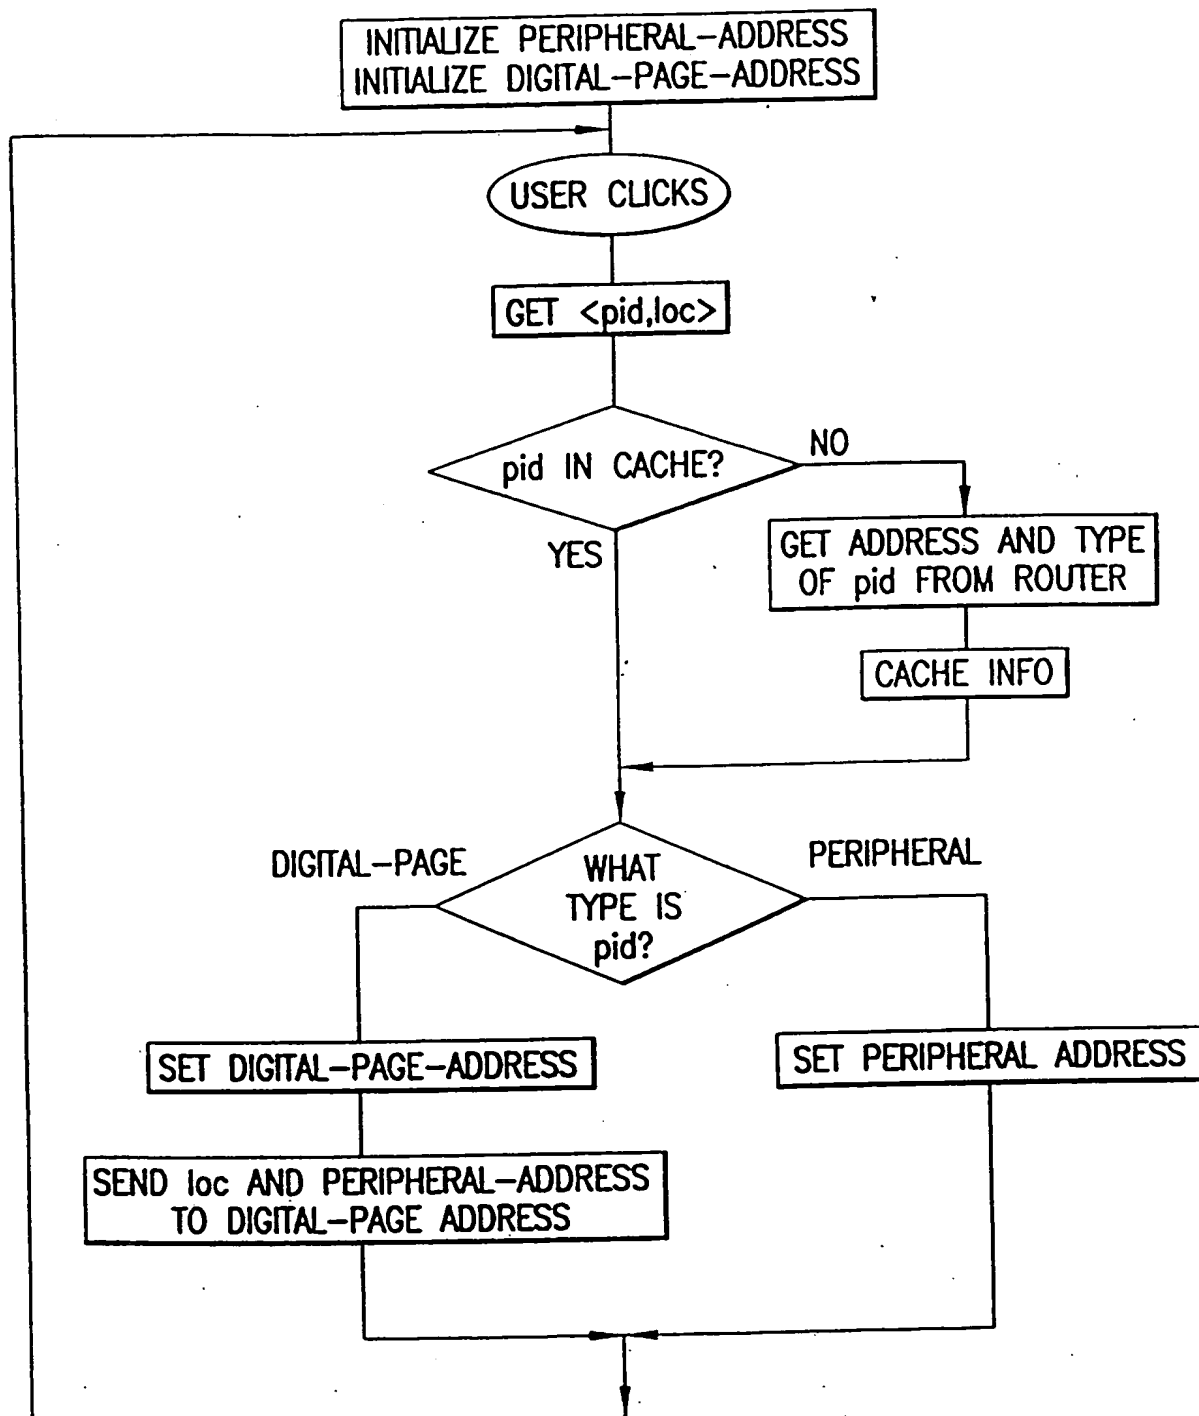 INITIALIZE PERIPHERAL-ADDRESS
INITIALIZE DIGITAL-PAGE-ADDRESS
USER CLICKS
GET <pid,loc>
pid IN CACHE?
NO
YES
GET ADDRESS AND TYPE
OF pid FROM ROUTER
CACHE INFO
DIGITAL-PAGE
WHAT
TYPE IS
pid?
PERIPHERAL
SET DIGITAL-PAGE-ADDRESS
SET PERIPHERAL ADDRESS
SEND loc AND PERIPHERAL-ADDRESS
TO DIGITAL-PAGE ADDRESS